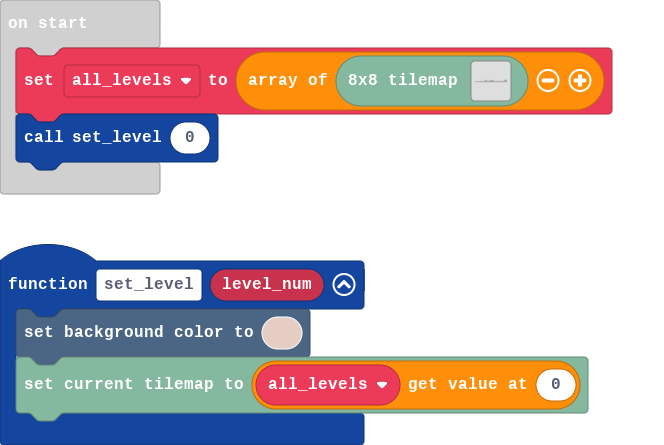 on start
set all_levels to array of 8x8 tilemap
call set_level 0
function set_level level_num
set background color to
set current tilemap to all_levels get value at 0